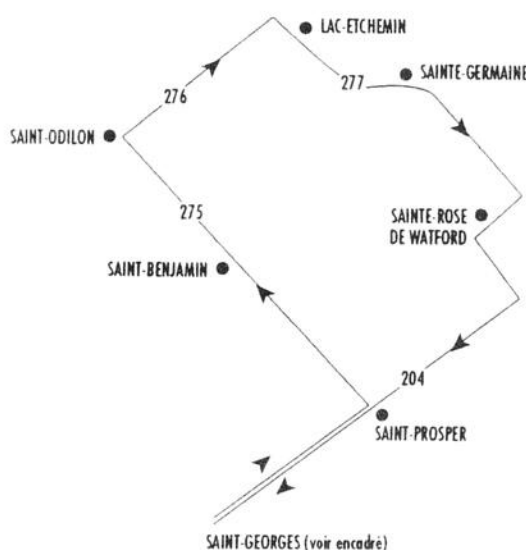 LAC-ETCHEMIN
SAINTE-GERMAINE
276
277
SAINT-ODILON
275
SAINTE-ROSE
DE WATFORD
SAINT-BENJAMIN
204
SAINT-PROSPER
SAINT-GEORGES (voir encadré)